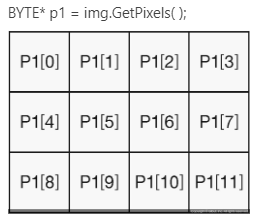 BYTE* p1 = img.GetPixels( );
P1[0] P1[1] P1[2] P1[3]
P1[4] P1[5] P1[6] P1[7]
P1[8] P1[9] P1[10] P1[11]